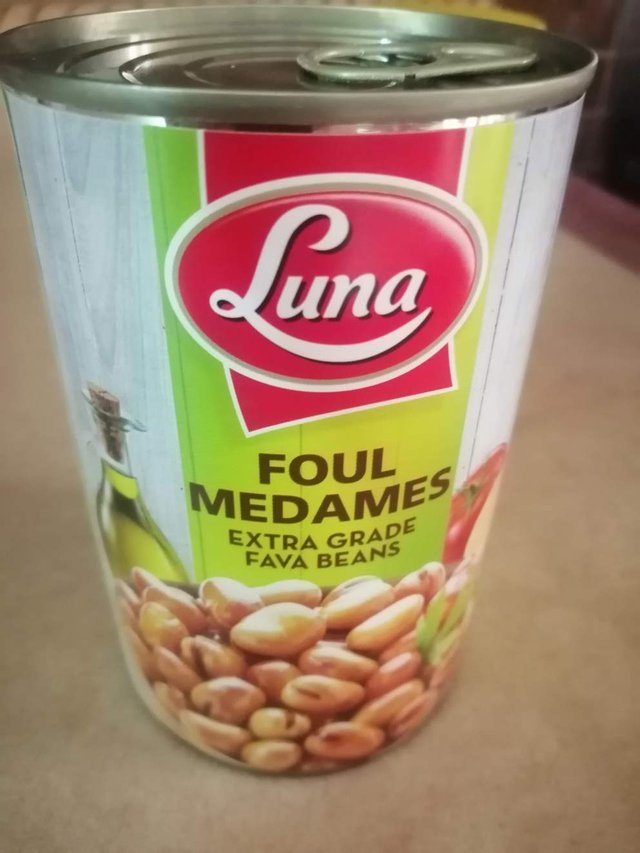 Luna
FOUL
MEDAMES
EXTRA GRADE
FAVA BEANS